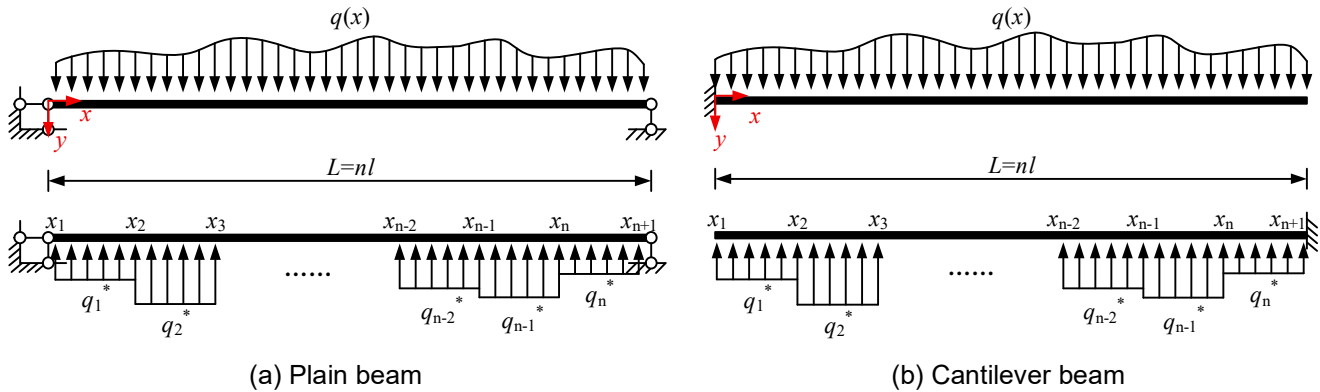 q(x)
x
y
L=nl
x₁ x₂ x₃ xₙ₋₂ xₙ₋₁ xₙ xₙ₊₁
......
q₁* q₂* qₙ₋₂* qₙ₋₁* qₙ*
(a) Plain beam
q(x)
x
y
L=nl
x₁ x₂ x₃ xₙ₋₂ xₙ₋₁ xₙ xₙ₊₁
......
q₁* q₂* qₙ₋₂* qₙ₋₁* qₙ*
(b) Cantilever beam